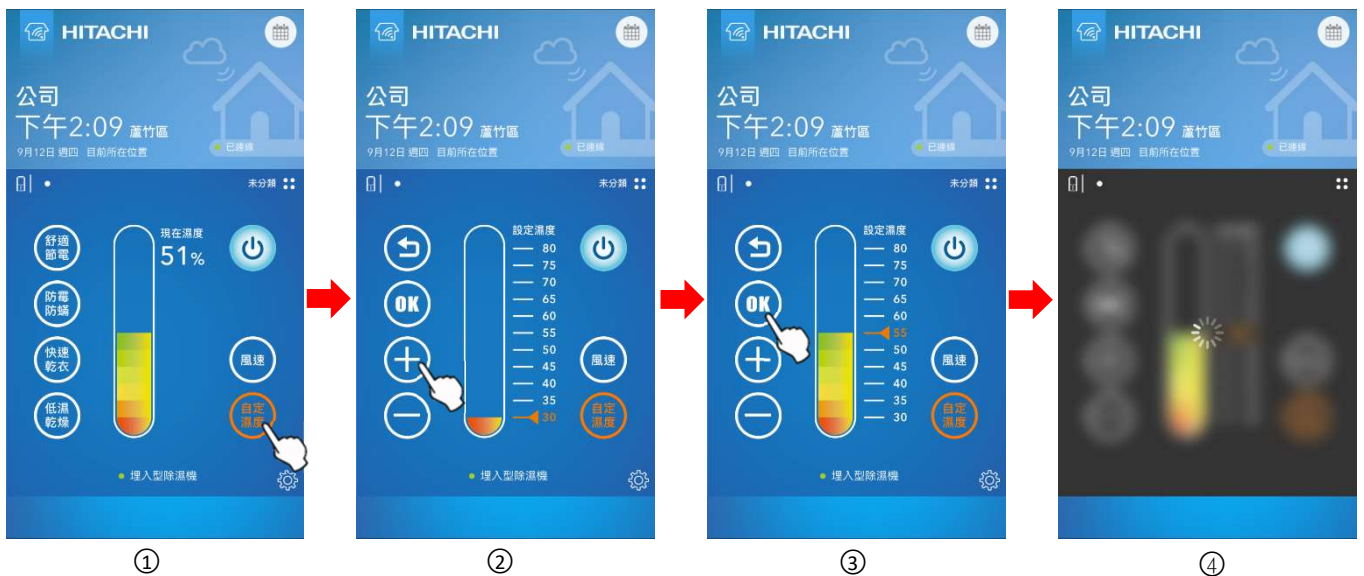 HITACHI
公司
下午2:09 蘆竹區
9月12日 週四 目前所在位置
已連線
未分類
舒適
節電
現在濕度
51%
防霉
防蟎
快速
乾衣
風速
低濕
乾燥
自定
濕度
埋入型除濕機
①
HITACHI
公司
下午2:09 蘆竹區
9月12日 週四 目前所在位置
已連線
未分類
設定濕度
80
75
70
OK
65
60
55
50
45
風速
40
35
30
自定
濕度
埋入型除濕機
②
HITACHI
公司
下午2:09 蘆竹區
9月12日 週四 目前所在位置
已連線
未分類
設定濕度
80
75
70
OK
65
60
55
50
45
風速
40
35
30
自定
濕度
埋入型除濕機
③
HITACHI
公司
下午2:09 蘆竹區
9月12日 週四 目前所在位置
已連線
④